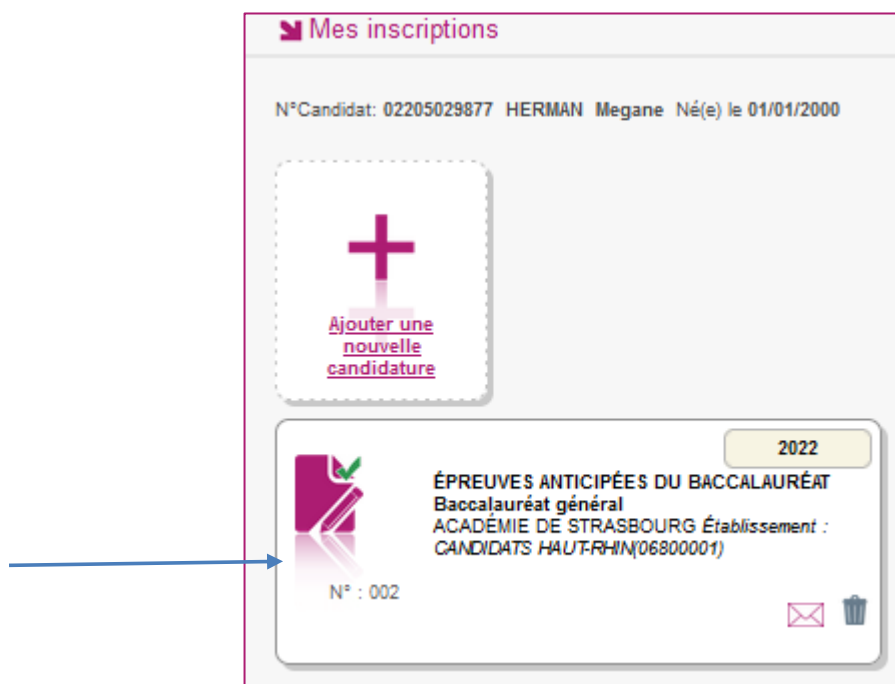 Mes inscriptions
N°Candidat: 02205029877 HERMAN Megane Né(e) le 01/01/2000
Ajouter une
nouvelle
candidature
2022
ÉPREUVES ANTICIPÉES DU BACCALAURÉAT
Baccalauréat général
ACADÉMIE DE STRASBOURG Établissement :
CANDIDATS HAUT-RHIN(06800001)
N° : 002